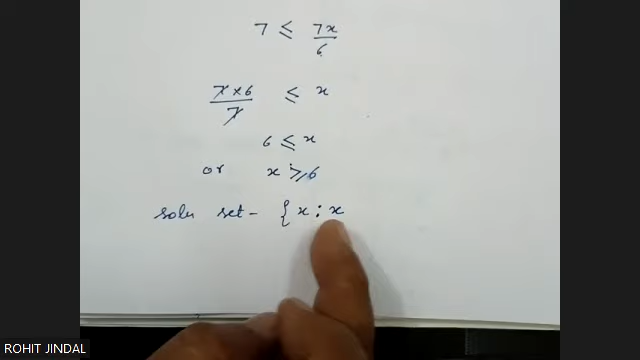 7 ≤ 7x/6
7×6/7 ≤ x
6 ≤ x
or x ≥ 6
soln set - { x : x
ROHIT JINDAL